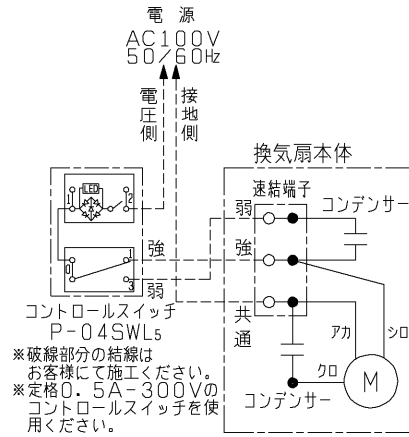 電 源
AC100V
50/60Hz
電圧側
接地側
換気扇本体
速結端子
コンデンサー
弱
強
共通
LED
1
2
0
1
3
強
弱
コントロールスイッチ
P-04SWL5
アカ
シロ
クロ
M
コンデンサー
※破線部分の結線は
お客様にて施工ください。
※定格0.5A-300Vの
コントロールスイッチを使
用ください。